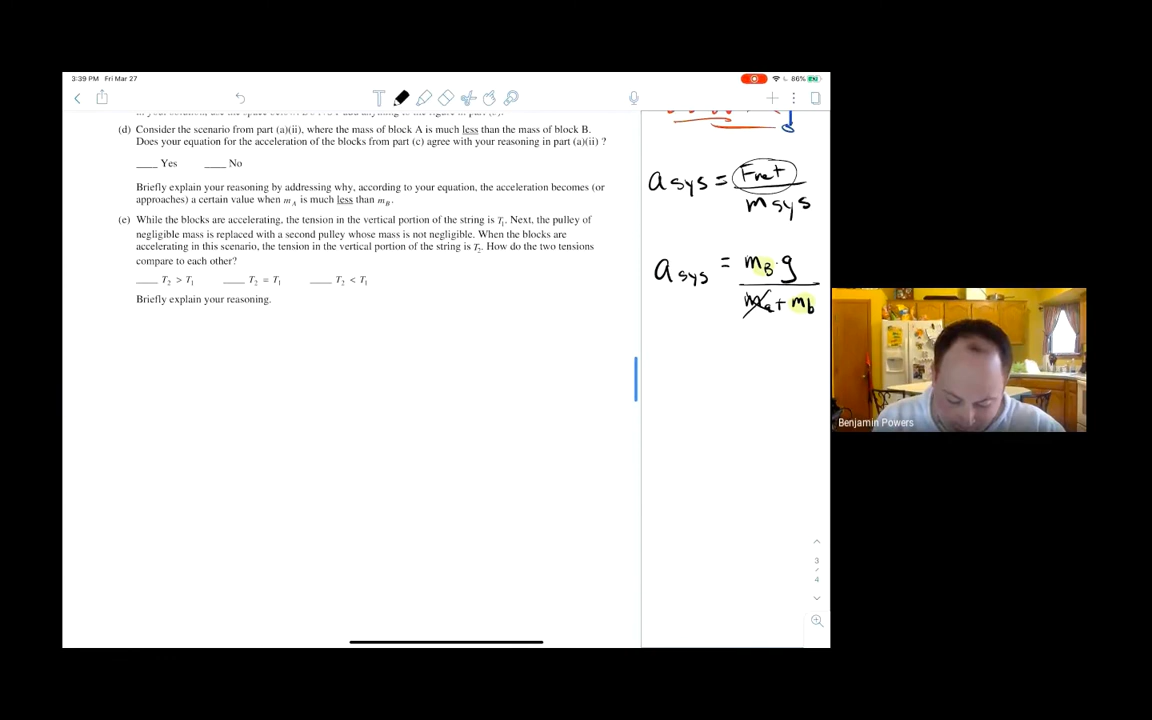 3:39 PM Fri Mar 27
86%
(d) Consider the scenario from part (a)(ii), where the mass of block A is much less than the mass of block B.
Does your equation for the acceleration of the blocks from part (c) agree with your reasoning in part (a)(ii) ?
____ Yes ____ No
Briefly explain your reasoning by addressing why, according to your equation, the acceleration becomes (or
approaches) a certain value when m_A is much less than m_B.
(e) While the blocks are accelerating, the tension in the vertical portion of the string is T_1. Next, the pulley of
negligible mass is replaced with a second pulley whose mass is not negligible. When the blocks are
accelerating in this scenario, the tension in the vertical portion of the string is T_2. How do the two tensions
compare to each other?
____ T_2 > T_1 ____ T_2 = T_1 ____ T_2 < T_1
Briefly explain your reasoning.
a sys = Fnet
m sys
a sys = m_B · g
m_a + m_b
3
/
4
Benjamin Powers